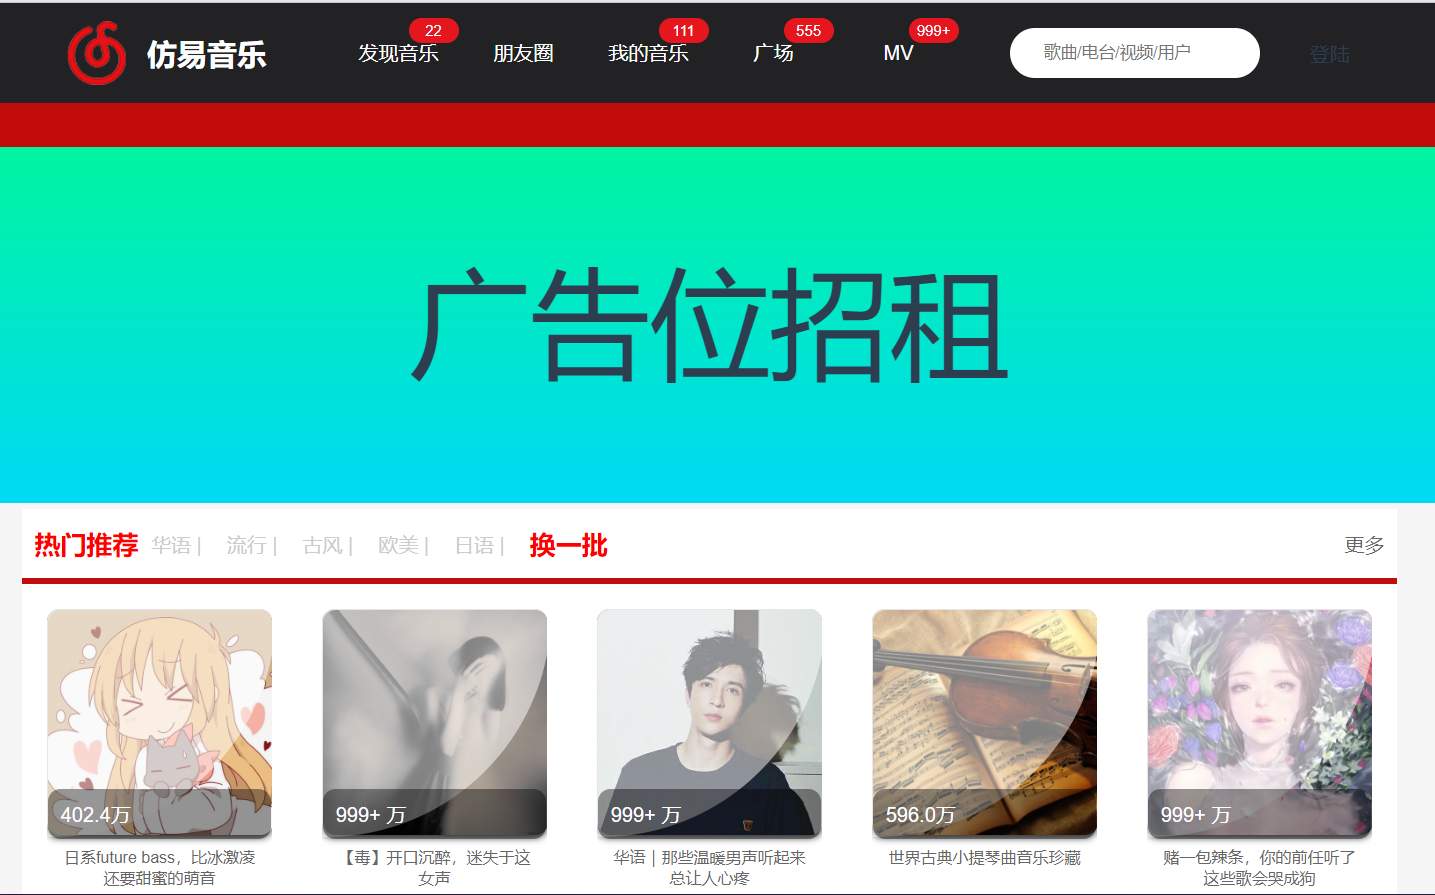 仿易音乐
发现音乐 22
朋友圈
我的音乐 111
广场 555
MV 999+
歌曲/电台/视频/用户
登陆
广告位招租
热门推荐 华语 | 流行 | 古风 | 欧美 | 日语 | 换一批 更多
402.4万
999+ 万
999+ 万
596.0万
999+ 万
日系future bass，比冰激凌
还要甜蜜的萌音
【毒】开口沉醉，迷失于这
女声
华语 | 那些温暖男声听起来
总让人心疼
世界古典小提琴曲音乐珍藏
赌一包辣条，你的前任听了
这些歌会哭成狗